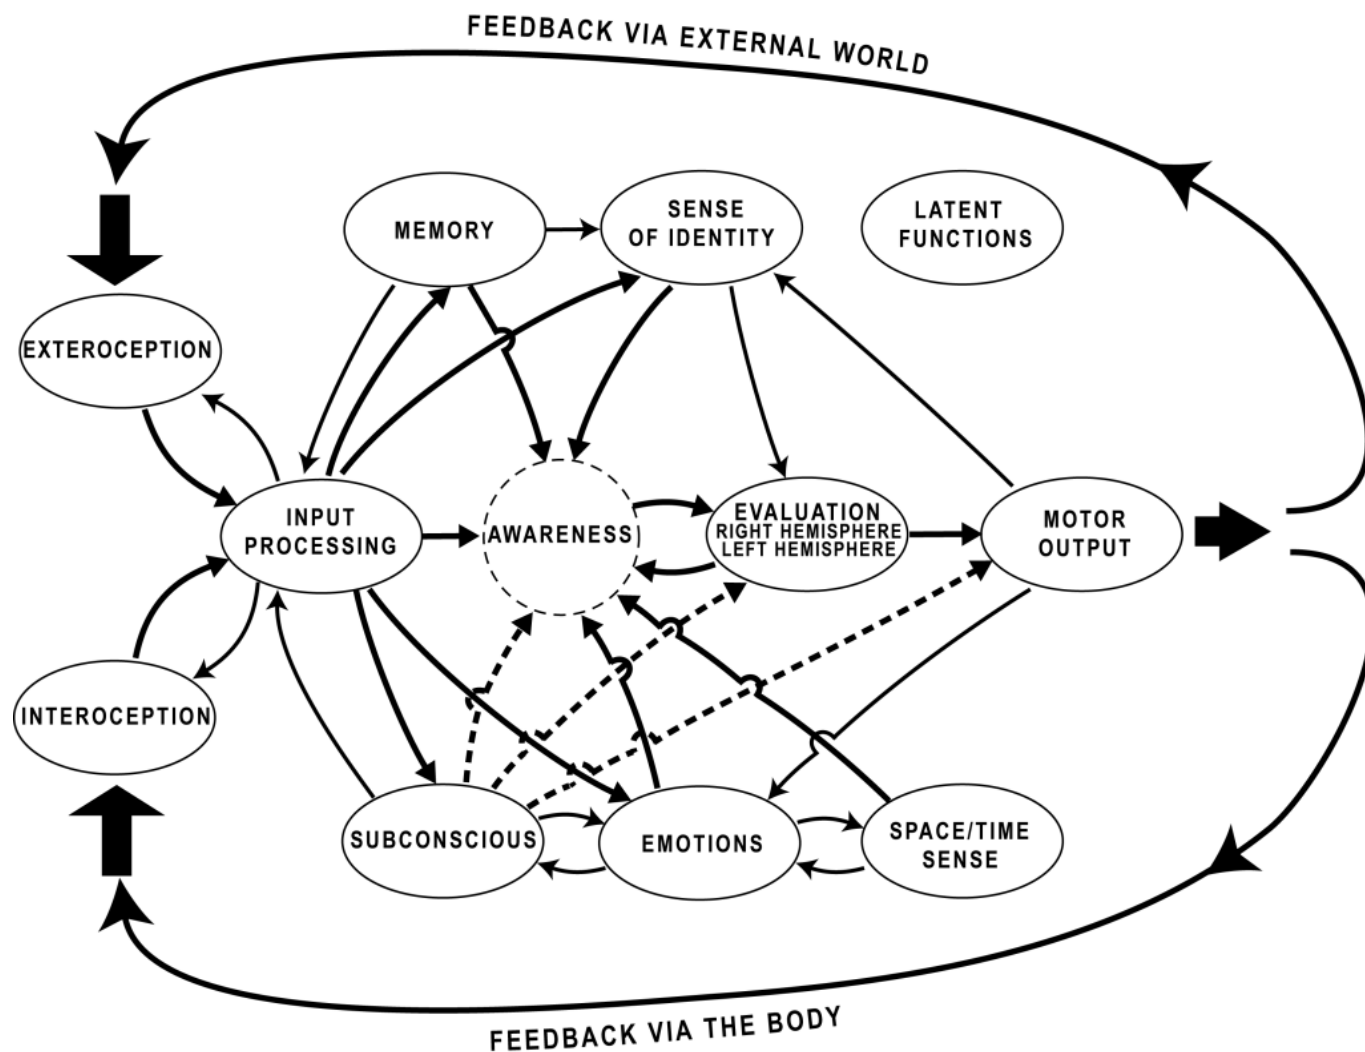 FEEDBACK VIA EXTERNAL WORLD
MEMORY
SENSE
OF IDENTITY
LATENT
FUNCTIONS
EXTEROCEPTION
INPUT
PROCESSING
AWARENESS
EVALUATION
RIGHT HEMISPHERE
LEFT HEMISPHERE
MOTOR
OUTPUT
INTEROCEPTION
SUBCONSCIOUS
EMOTIONS
SPACE/TIME
SENSE
FEEDBACK VIA THE BODY